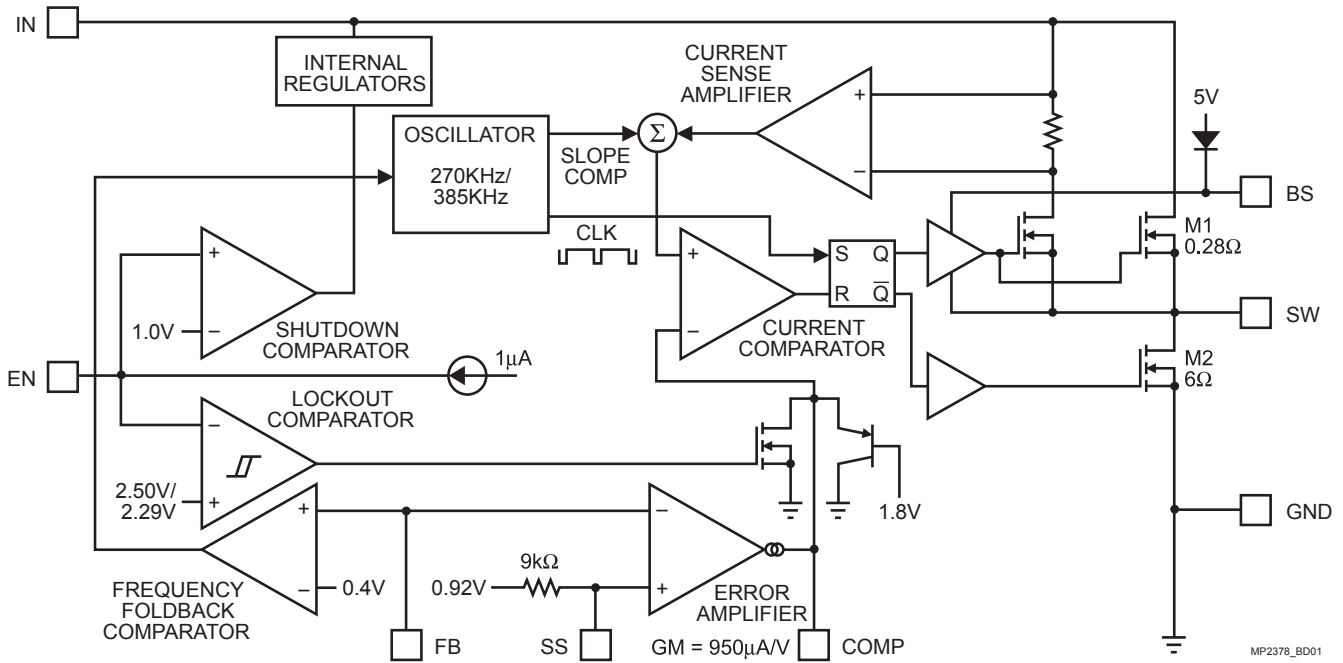 IN
INTERNAL
REGULATORS
CURRENT
SENSE
AMPLIFIER
+
–
5V
OSCILLATOR
270KHz/
385KHz
Σ
SLOPE
COMP
CLK
BS
+
–
1.0V
SHUTDOWN
COMPARATOR
+
–
CURRENT
COMPARATOR
S Q
R Q̅
M1
0.28Ω
SW
EN
1µA
M2
6Ω
LOCKOUT
COMPARATOR
–
+
2.50V/
2.29V
1.8V
GND
+
–
0.4V
FREQUENCY
FOLDBACK
COMPARATOR
9kΩ
0.92V
–
+
ERROR
AMPLIFIER
FB
SS
GM = 950µA/V
COMP
MP2378_BD01